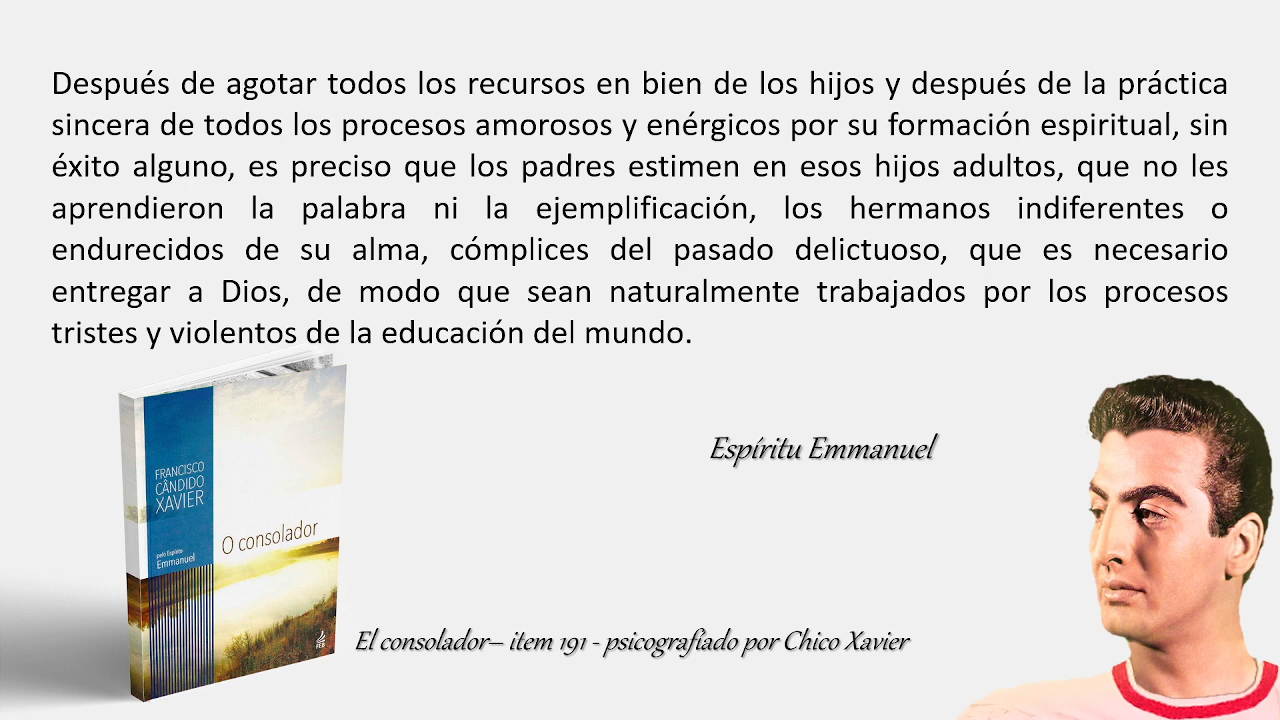 Después de agotar todos los recursos en bien de los hijos y después de la práctica
sincera de todos los procesos amorosos y enérgicos por su formación espiritual, sin
éxito alguno, es preciso que los padres estimen en esos hijos adultos, que no les
aprendieron la palabra ni la ejemplificación, los hermanos indiferentes o
endurecidos de su alma, cómplices del pasado delictuoso, que es necesario
entregar a Dios, de modo que sean naturalmente trabajados por los procesos
tristes y violentos de la educación del mundo.
Espíritu Emmanuel
FRANCISCO
CÂNDIDO
XAVIER
O consolador
pelo Espírito
Emmanuel
FEB
El consolador– item 191 - psicografiado por Chico Xavier